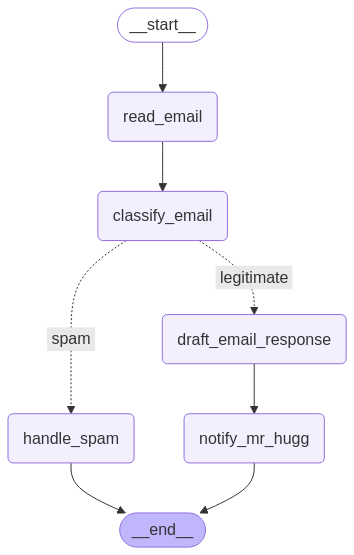 __start__
read_email
classify_email
legitimate
spam
draft_email_response
handle_spam
notify_mr_hugg
__end__